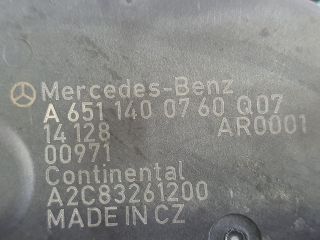 Mercedes-Benz
A 651 140 07 60 Q07
14 128 AR0001
00971
Continental
A2C83261200
MADE IN CZ